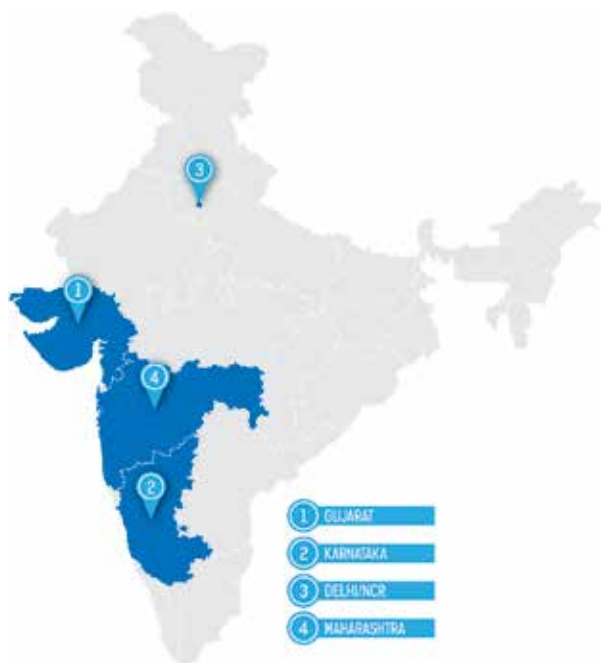 3
1
4
2
1 GUJARAT
2 KARNATAKA
3 DELHI/NCR
4 MAHARASHTRA